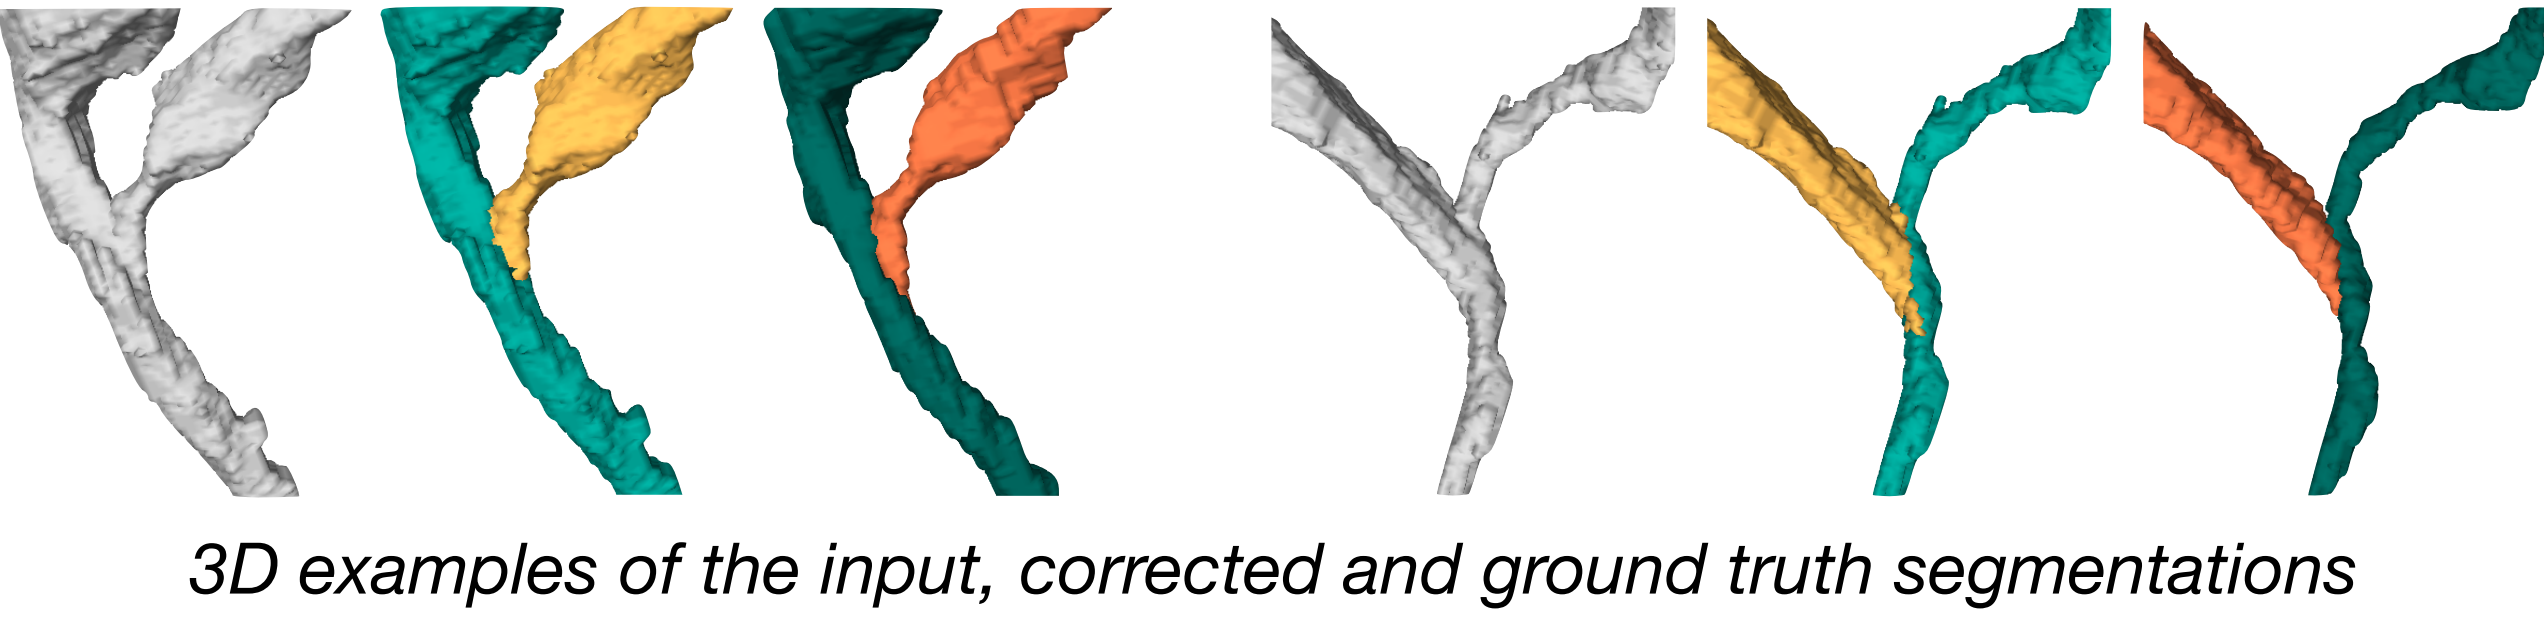 3D examples of the input, corrected and ground truth segmentations